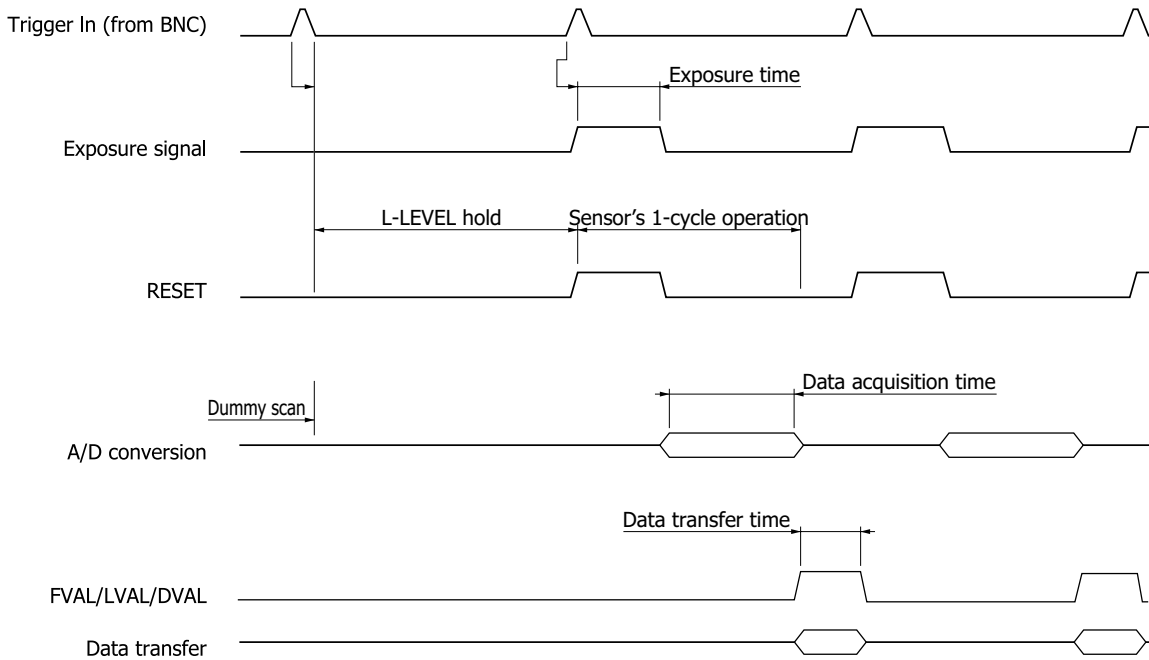 Trigger In (from BNC)
Exposure time
Exposure signal
L-LEVEL hold
Sensor's 1-cycle operation
RESET
Data acquisition time
Dummy scan
A/D conversion
Data transfer time
FVAL/LVAL/DVAL
Data transfer